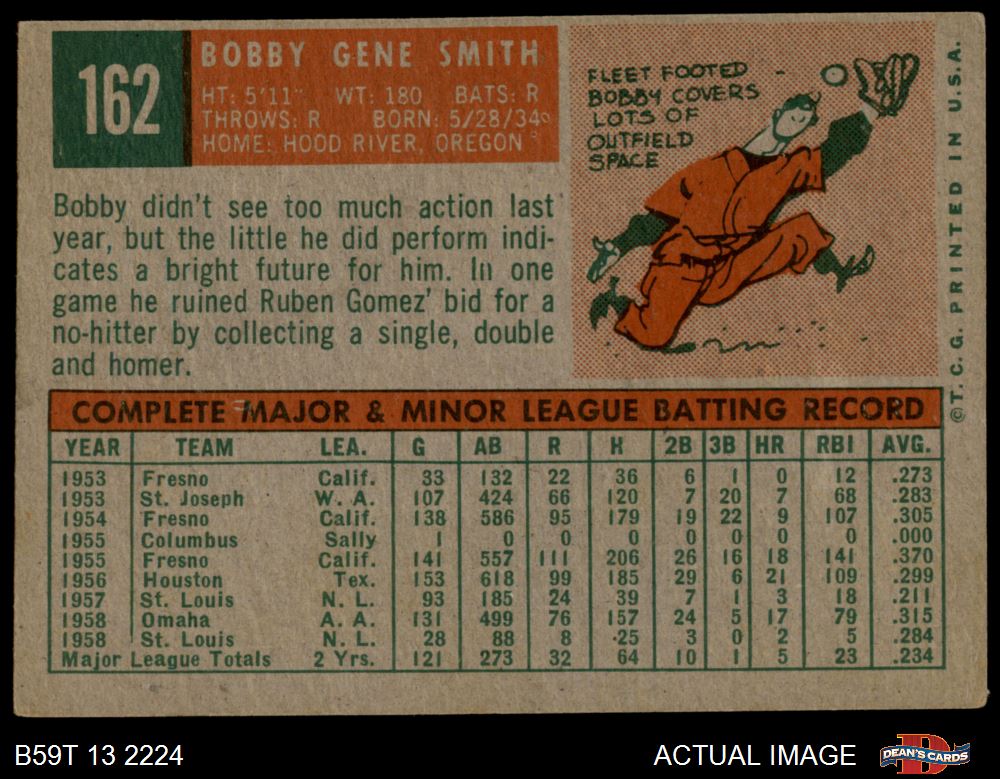 162
BOBBY GENE SMITH
HT: 5'11" WT: 180 BATS: R
THROWS: R BORN: 5/28/34
HOME: HOOD RIVER, OREGON
FLEET FOOTED
BOBBY COVERS
LOTS OF
OUTFIELD
SPACE
Bobby didn't see too much action last
year, but the little he did perform indi-
cates a bright future for him. In one
game he ruined Ruben Gomez' bid for a
no-hitter by collecting a single, double
and homer.
©T. C. G. PRINTED IN U.S.A.
COMPLETE MAJOR & MINOR LEAGUE BATTING RECORD
YEAR TEAM LEA. G AB R H 2B 3B HR RBI AVG.
1953 Fresno Calif. 33 132 22 36 6 1 0 12 .273
1953 St. Joseph W. A. 107 424 66 120 7 20 7 68 .283
1954 Fresno Calif. 138 586 95 179 19 22 9 107 .305
1955 Columbus Sally 1 0 0 0 0 0 0 0 .000
1955 Fresno Calif. 141 557 111 206 26 16 18 141 .370
1956 Houston Tex. 153 618 99 185 29 6 21 109 .299
1957 St. Louis N. L. 93 185 24 39 7 1 3 18 .211
1958 Omaha A. A. 131 499 76 157 24 5 17 79 .315
1958 St. Louis N. L. 28 88 8 25 3 0 2 5 .284
Major League Totals 2 Yrs. 121 273 32 64 10 1 5 23 .234
B59T 13 2224
ACTUAL IMAGE
DEAN'S CARDS